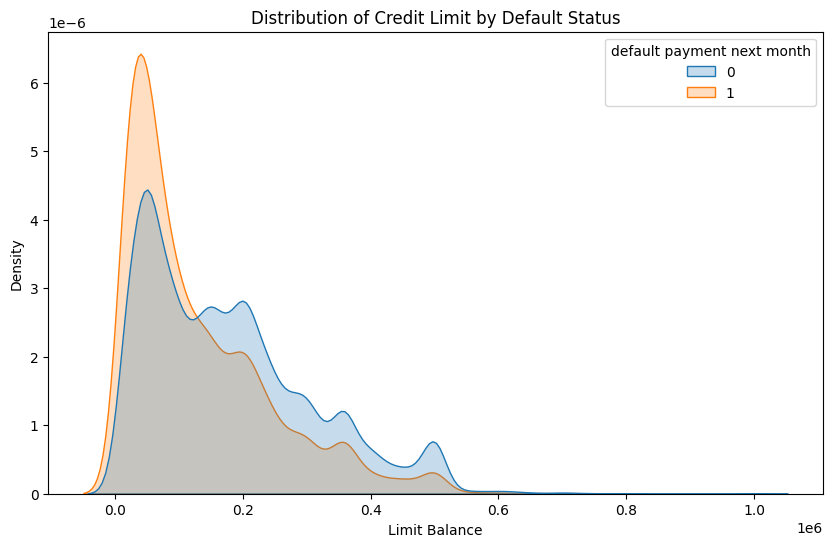 Distribution of Credit Limit by Default Status
1e−6
default payment next month
0
1
6
5
4
3
2
1
0
Density
0.0 0.2 0.4 0.6 0.8 1.0
1e6
Limit Balance